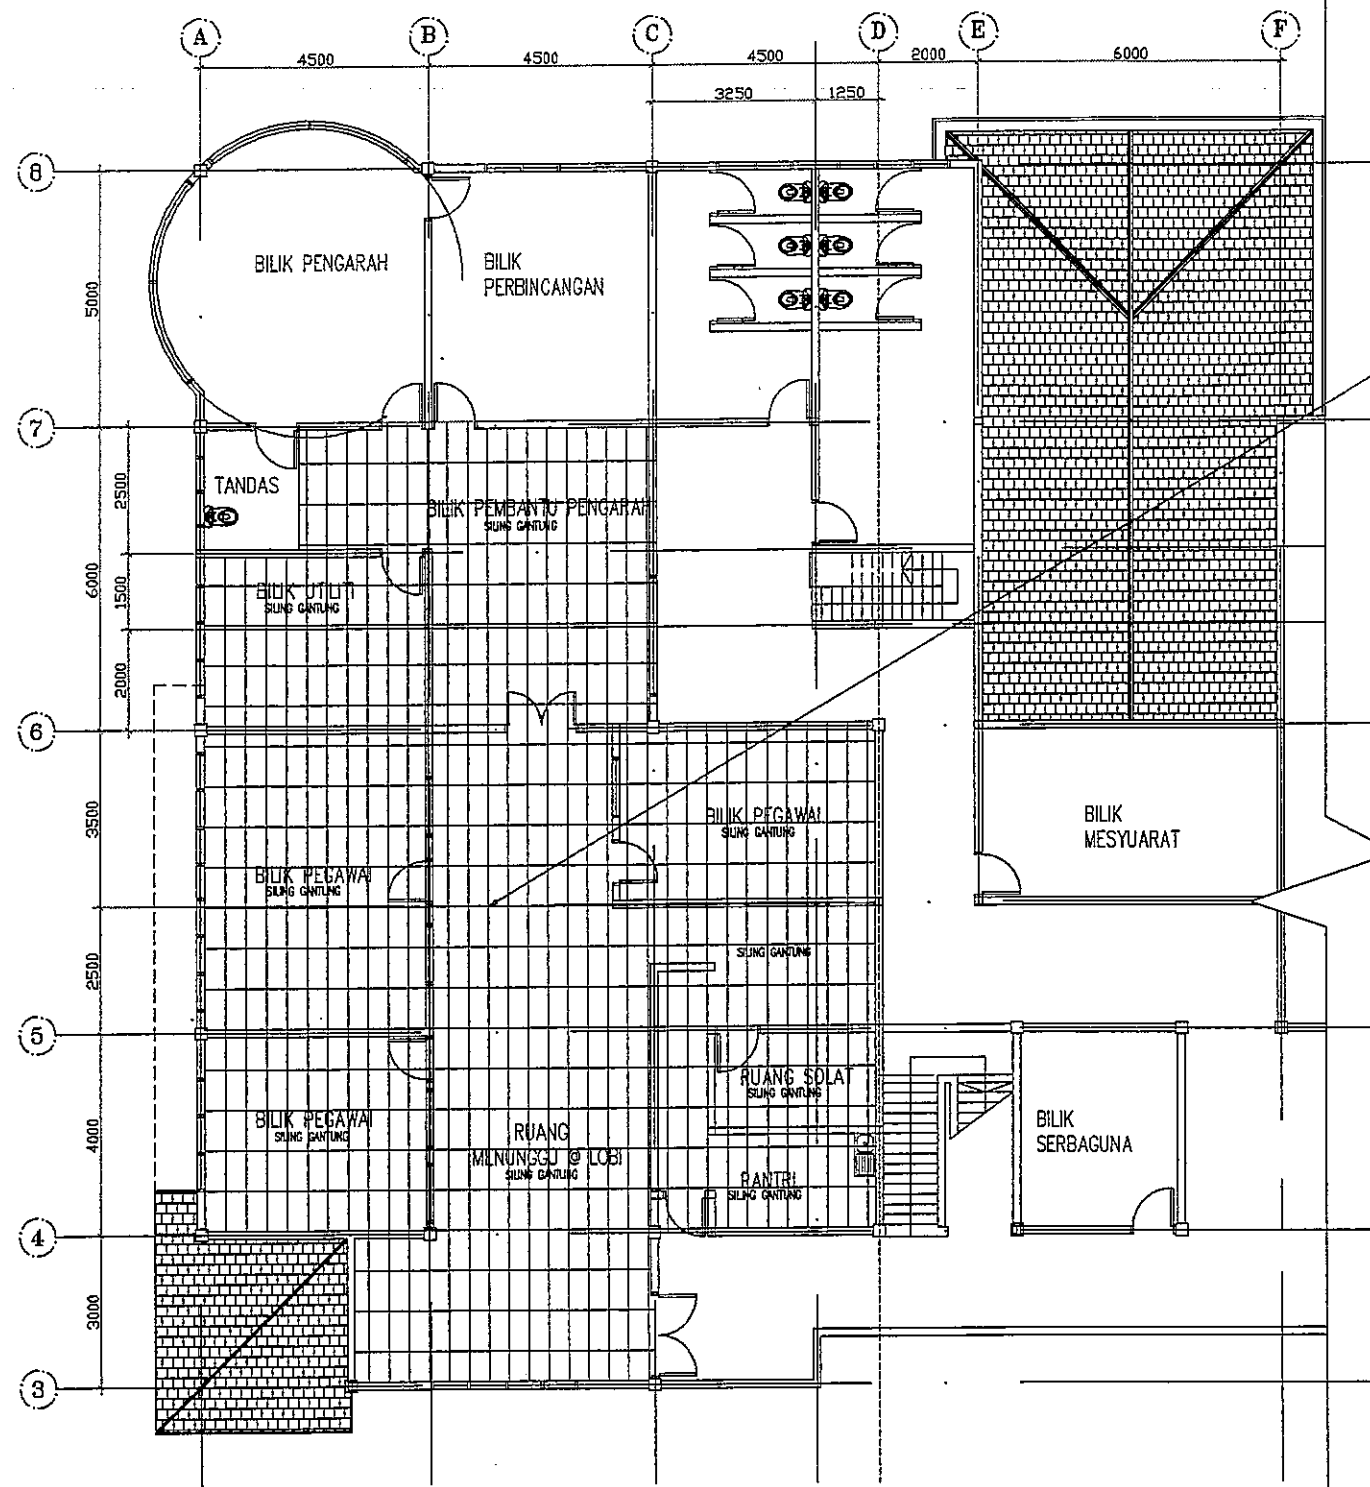 A B C D E F
4500 4500 4500 2000 6000
3250 1250
8
BILIK PENGARAH
BILIK
PERBINCANGAN
5000
7
2500
TANDAS
BILIK PEMBANTU PENGARAH
SILING GANTUNG
6000
1500
BILIK UTILITI
SILING GANTUNG
2000
6
3500
BILIK PEGAWAI
SILING GANTUNG
BILIK
MESYUARAT
BILIK PEGAWAI
SILING GANTUNG
2500
SILING GANTUNG
5
RUANG SOLAT
SILING GANTUNG
4000
BILIK PEGAWAI
SILING GANTUNG
RUANG
MENUNGGU @ LOBI
SILING GANTUNG
BILIK
SERBAGUNA
PANTRI
SILING GANTUNG
4
3000
3